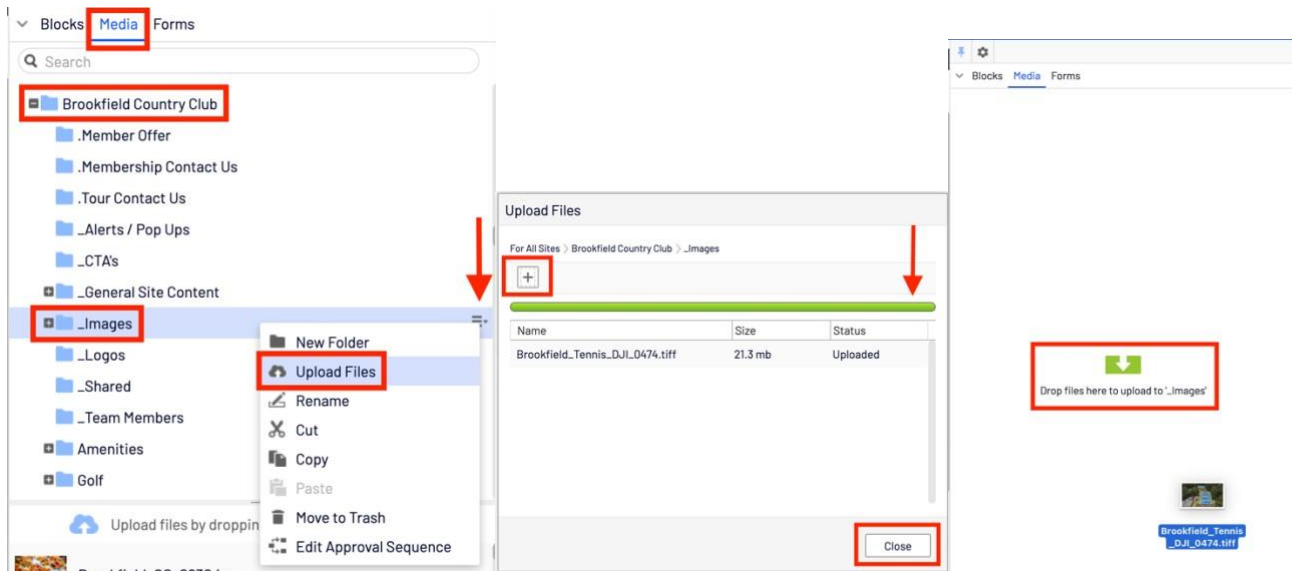 Blocks Media Forms
Search
Brookfield Country Club
.Member Offer
.Membership Contact Us
.Tour Contact Us
_Alerts / Pop Ups
_CTA's
_General Site Content
_Images
_Logos
_Shared
_Team Members
Amenities
Golf
Upload files by droppin
New Folder
Upload Files
Rename
Cut
Copy
Paste
Move to Trash
Edit Approval Sequence
Upload Files
For All Sites > Brookfield Country Club > _Images
Name Size Status
Brookfield_Tennis_DJI_0474.tiff 21.3 mb Uploaded
Close
Blocks Media Forms
Drop files here to upload to '_Images'
Brookfield_Tennis
_DJI_0474.tiff